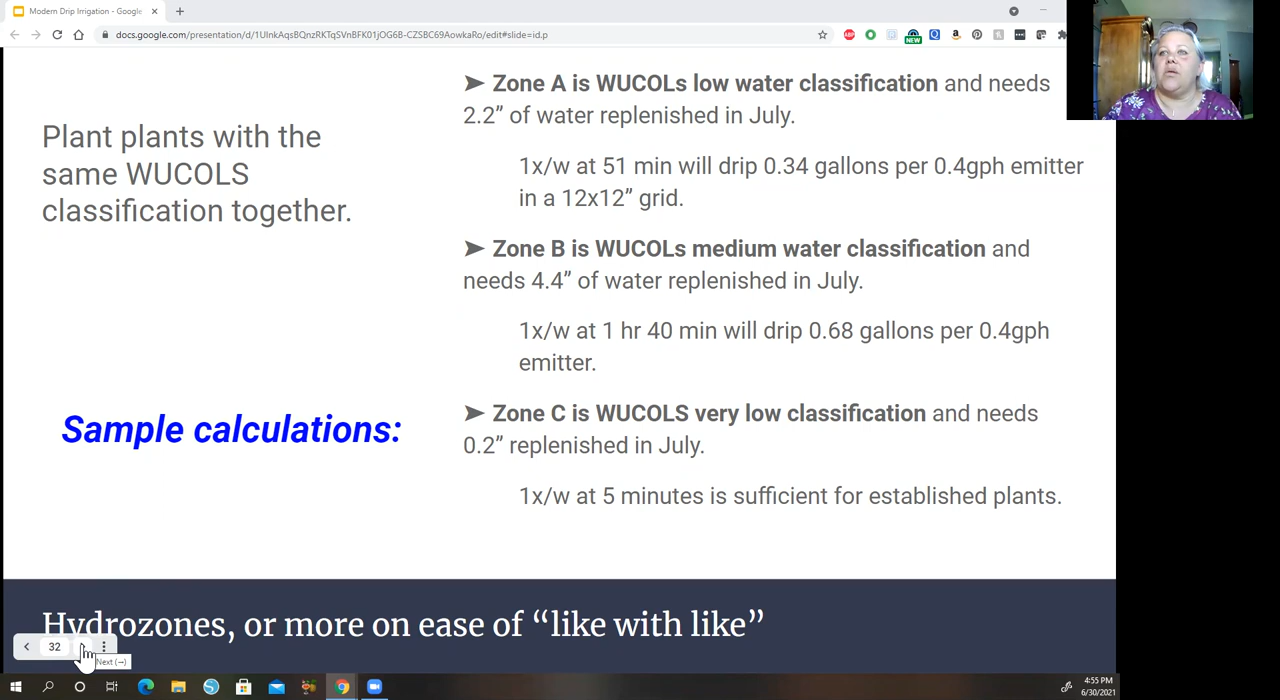 Modern Drip Irrigation - Google
docs.google.com/presentation/d/1UlnkAqsBQnzRKTqSVnBFK01jOG6B-CZSBC69AowkaRo/edit#slide=id.p
NEW
Plant plants with the
same WUCOLS
classification together.
Sample calculations:
➤ Zone A is WUCOLs low water classification and needs
2.2” of water replenished in July.
1x/w at 51 min will drip 0.34 gallons per 0.4gph emitter
in a 12x12” grid.
➤ Zone B is WUCOLs medium water classification and
needs 4.4” of water replenished in July.
1x/w at 1 hr 40 min will drip 0.68 gallons per 0.4gph
emitter.
➤ Zone C is WUCOLS very low classification and needs
0.2” replenished in July.
1x/w at 5 minutes is sufficient for established plants.
Hydrozones, or more on ease of “like with like”
32
Next (→)
4:55 PM
6/30/2021